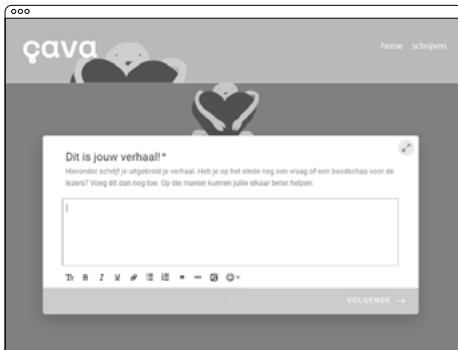 çava
home schrijven
Dit is jouw verhaal!*
Hieronder schrijf je uitgebreid je verhaal. Heb je op het einde nog een vraag of een boodschap voor de
lezers? Voeg dit dan nog toe. Op die manier kunnen jullie elkaar beter helpen.
VOLGENDE